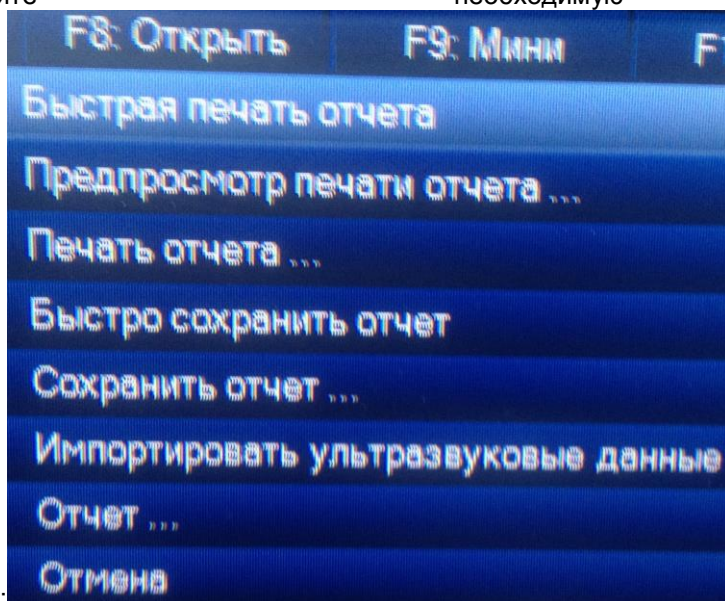 необходимую
F8: Открыть F9: Мини
Быстрая печать отчета
Предпросмотр печати отчета ...
Печать отчета ...
Быстро сохранить отчет
Сохранить отчет ...
Импортировать ультразвуковые данные
Отчет ...
Отмена